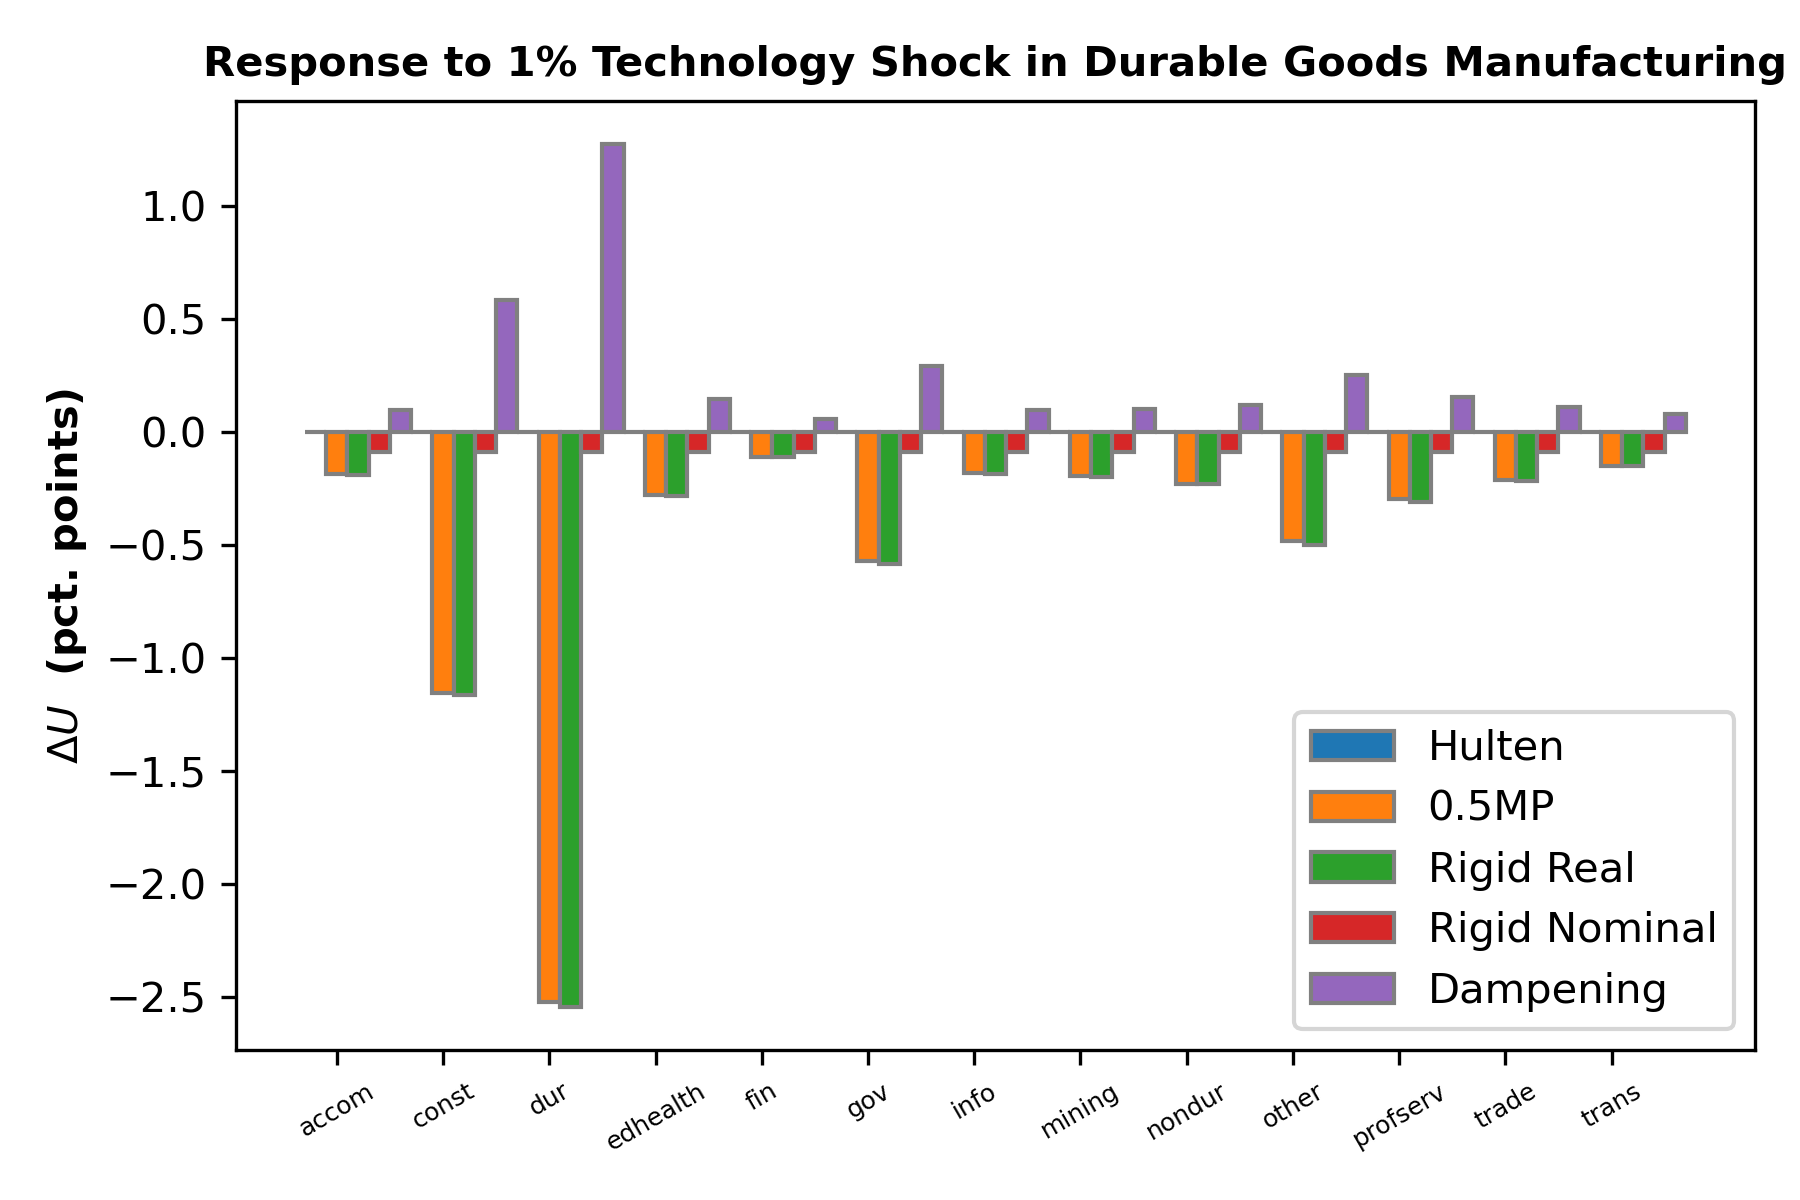 Response to 1% Technology Shock in Durable Goods Manufacturing
ΔU (pct. points)
1.0
0.5
0.0
−0.5
−1.0
−1.5
−2.0
−2.5
accom
const
dur
edhealth
fin
gov
info
mining
nondur
other
profserv
trade
trans
Hulten
0.5MP
Rigid Real
Rigid Nominal
Dampening